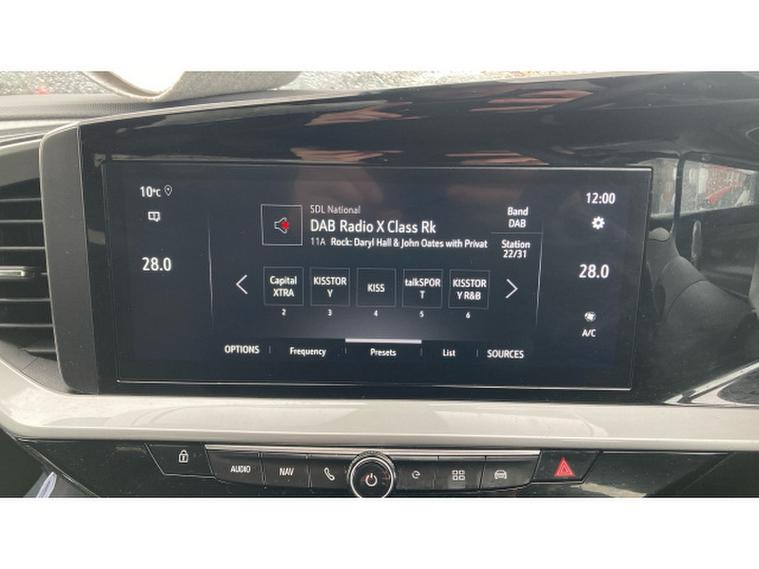 10°C
12:00
SDL National
DAB Radio X Class Rk
11A Rock: Daryl Hall & John Oates with Privat
Band
DAB
Station
22/31
28.0
28.0
Capital
XTRA
2
KISSTOR
Y
3
KISS
4
talkSPOR
T
5
KISSTOR
Y R&B
6
A/C
OPTIONS
Frequency
Presets
List
SOURCES
AUDIO
NAV